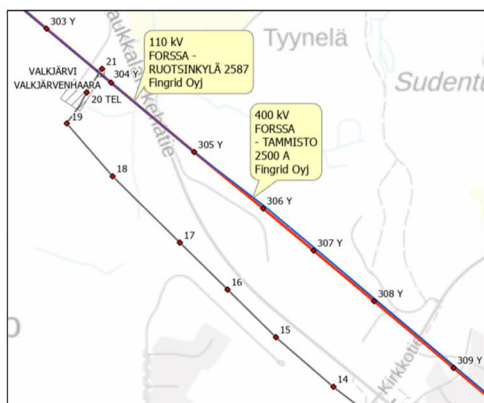 303 Y
110 kV
FORSSA -
RUOTSINKYLÄ 2587
Fingrid Oyj
Tyynelä
VALKJÄRVI
VALKJÄRVENHAARA
21
304 Y
20 TEL
19
400 kV
FORSSA
- TAMMISTO
2500 A
Fingrid Oyj
305 Y
18
306 Y
17
307 Y
16
308 Y
15
Kirkkotie
309 Y
14